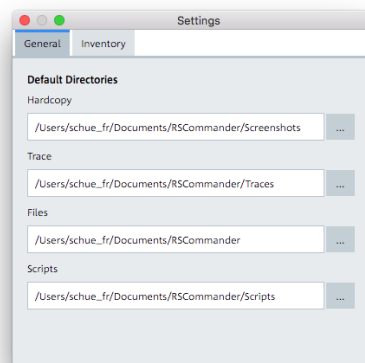 Settings
General Inventory
Default Directories
Hardcopy
/Users/schue_fr/Documents/RSCommander/Screenshots ...
Trace
/Users/schue_fr/Documents/RSCommander/Traces ...
Files
/Users/schue_fr/Documents/RSCommander ...
Scripts
/Users/schue_fr/Documents/RSCommander/Scripts ...